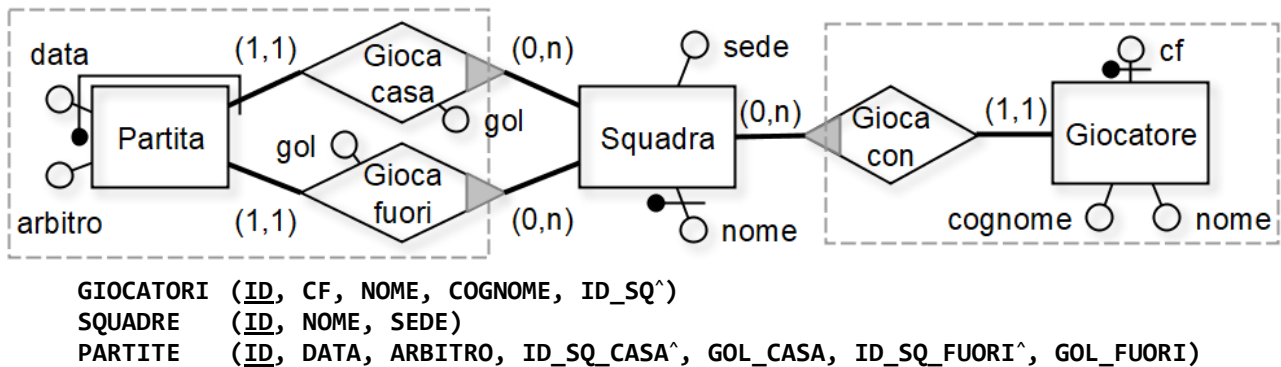 data
(1,1)
Gioca
casa
(0,n)
gol
Partita
gol
Gioca
fuori
arbitro
(1,1)
(0,n)
sede
Squadra
(0,n)
nome
Gioca
con
(1,1)
cf
Giocatore
cognome
nome
GIOCATORI (ID, CF, NOME, COGNOME, ID_SQ^)
SQUADRE (ID, NOME, SEDE)
PARTITE (ID, DATA, ARBITRO, ID_SQ_CASA^, GOL_CASA, ID_SQ_FUORI^, GOL_FUORI)